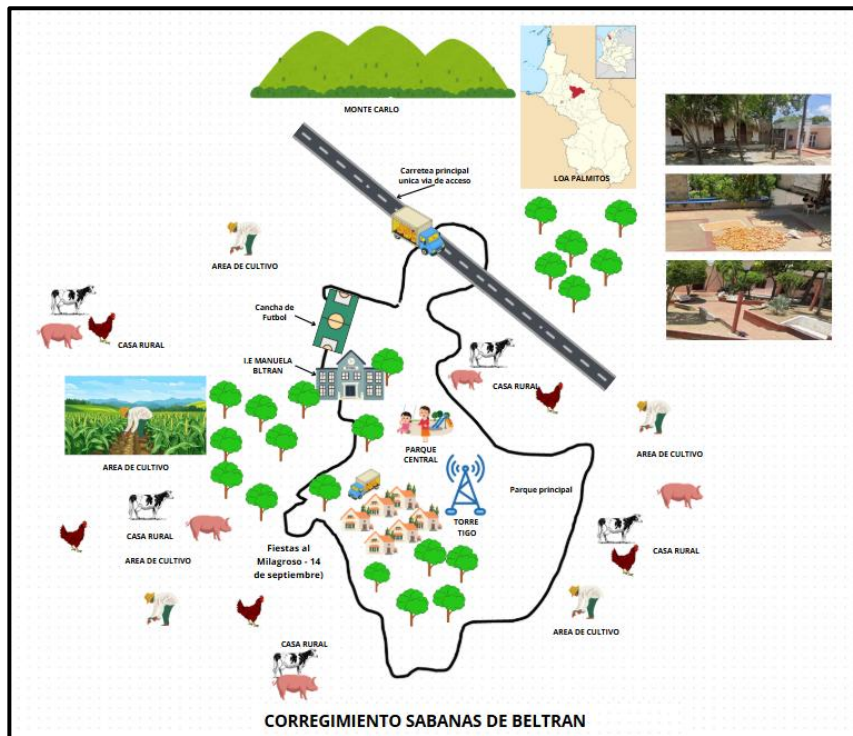 MONTE CARLO
LOA PALMITOS
Carretea principal
unica via de acceso
AREA DE CULTIVO
Cancha de
Futbol
CASA RURAL
I.E MANUELA
BLTRAN
CASA RURAL
PARQUE
CENTRAL
AREA DE CULTIVO
AREA DE CULTIVO
Parque principal
TORRE
TIGO
CASA RURAL
Fiestas al
Milagroso - 14
de septiembre)
CASA RURAL
AREA DE CULTIVO
AREA DE CULTIVO
CASA RURAL
CORREGIMIENTO SABANAS DE BELTRAN